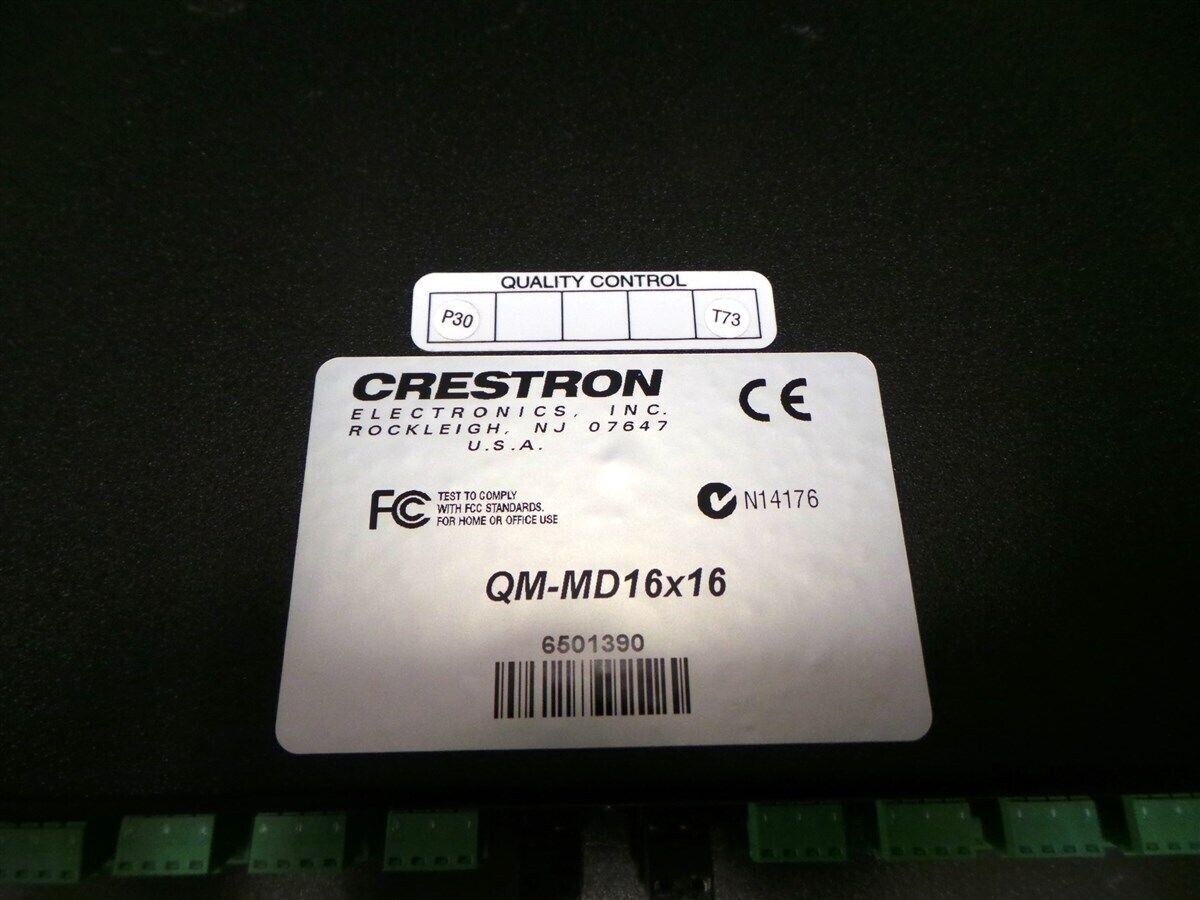 QUALITY CONTROL
P30 T73
CRESTRON
ELECTRONICS, INC.
ROCKLEIGH, NJ 07647
U.S.A.
CE
FC TEST TO COMPLY
WITH FCC STANDARDS.
FOR HOME OR OFFICE USE
N14176
QM-MD16x16
6501390